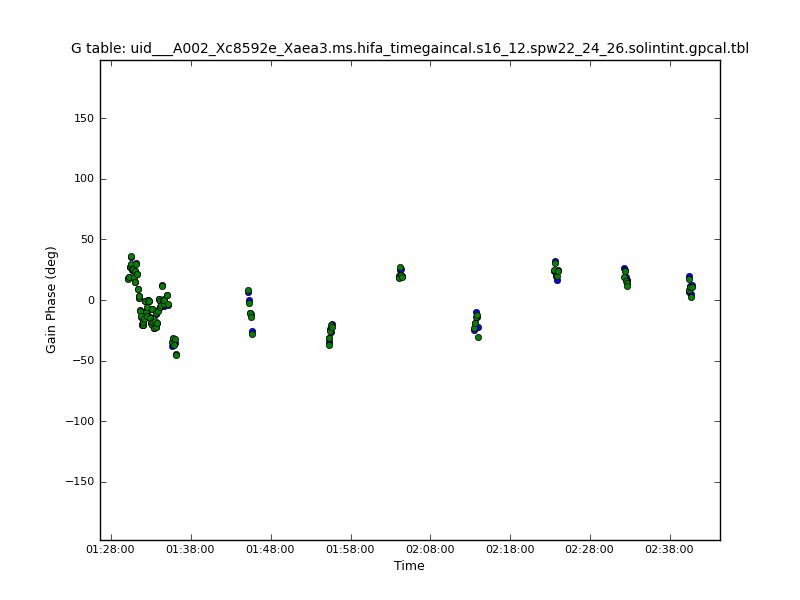 G table: uid___A002_Xc8592e_Xaea3.ms.hifa_timegaincal.s16_12.spw22_24_26.solintint.gpcal.tbl
150
100
50
0
−50
−100
−150
Gain Phase (deg)
01:28:00 01:38:00 01:48:00 01:58:00 02:08:00 02:18:00 02:28:00 02:38:00
Time